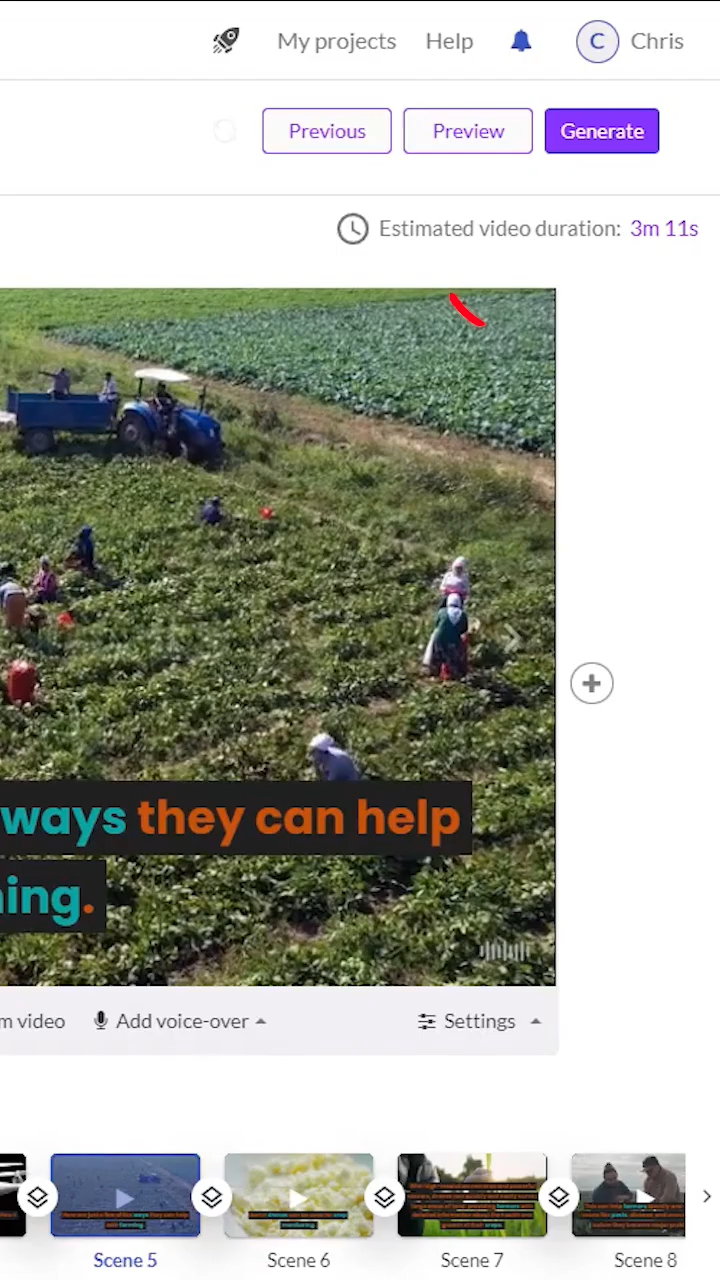 My projects Help C Chris
Previous Preview Generate
Estimated video duration: 3m 11s
ways they can help
ning.
m video Add voice-over Settings
Scene 5 Scene 6 Scene 7 Scene 8